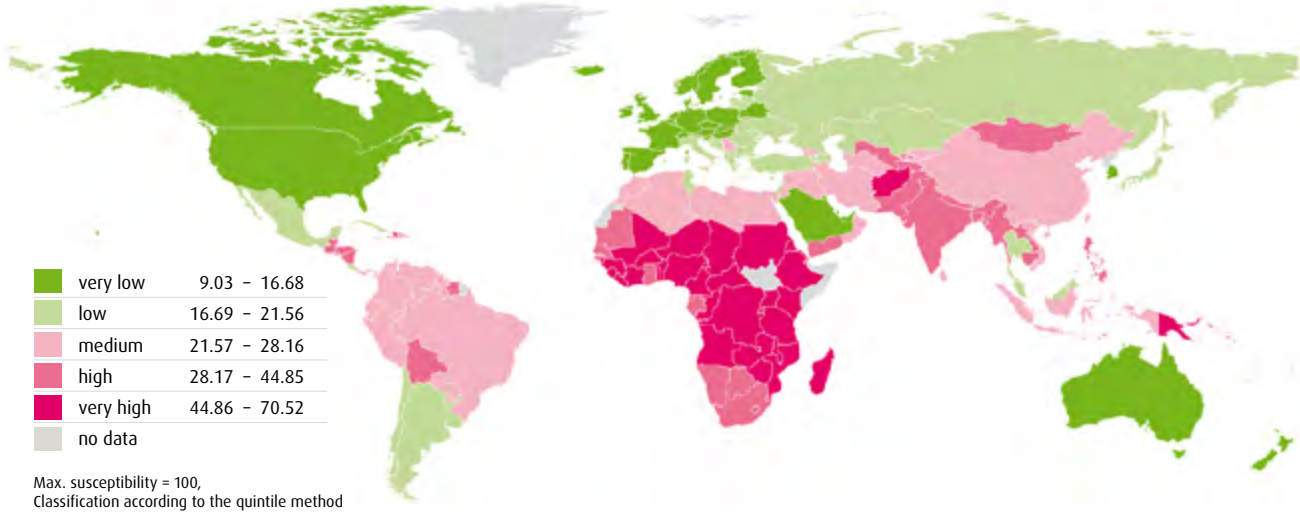 very low 9.03 – 16.68
low 16.69 – 21.56
medium 21.57 – 28.16
high 28.17 – 44.85
very high 44.86 – 70.52
no data
Max. susceptibility = 100,
Classification according to the quintile method